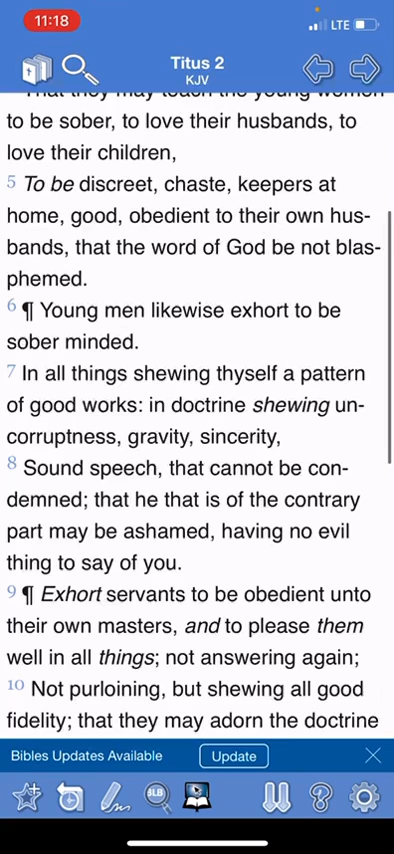 11:18
LTE
Titus 2
KJV
That they may teach the young women
to be sober, to love their husbands, to
love their children,
5 To be discreet, chaste, keepers at
home, good, obedient to their own hus-
bands, that the word of God be not blas-
phemed.
6 ¶ Young men likewise exhort to be
sober minded.
7 In all things shewing thyself a pattern
of good works: in doctrine shewing un-
corruptness, gravity, sincerity,
8 Sound speech, that cannot be con-
demned; that he that is of the contrary
part may be ashamed, having no evil
thing to say of you.
9 ¶ Exhort servants to be obedient unto
their own masters, and to please them
well in all things; not answering again;
10 Not purloining, but shewing all good
fidelity; that they may adorn the doctrine
Bibles Updates Available
Update
BLB